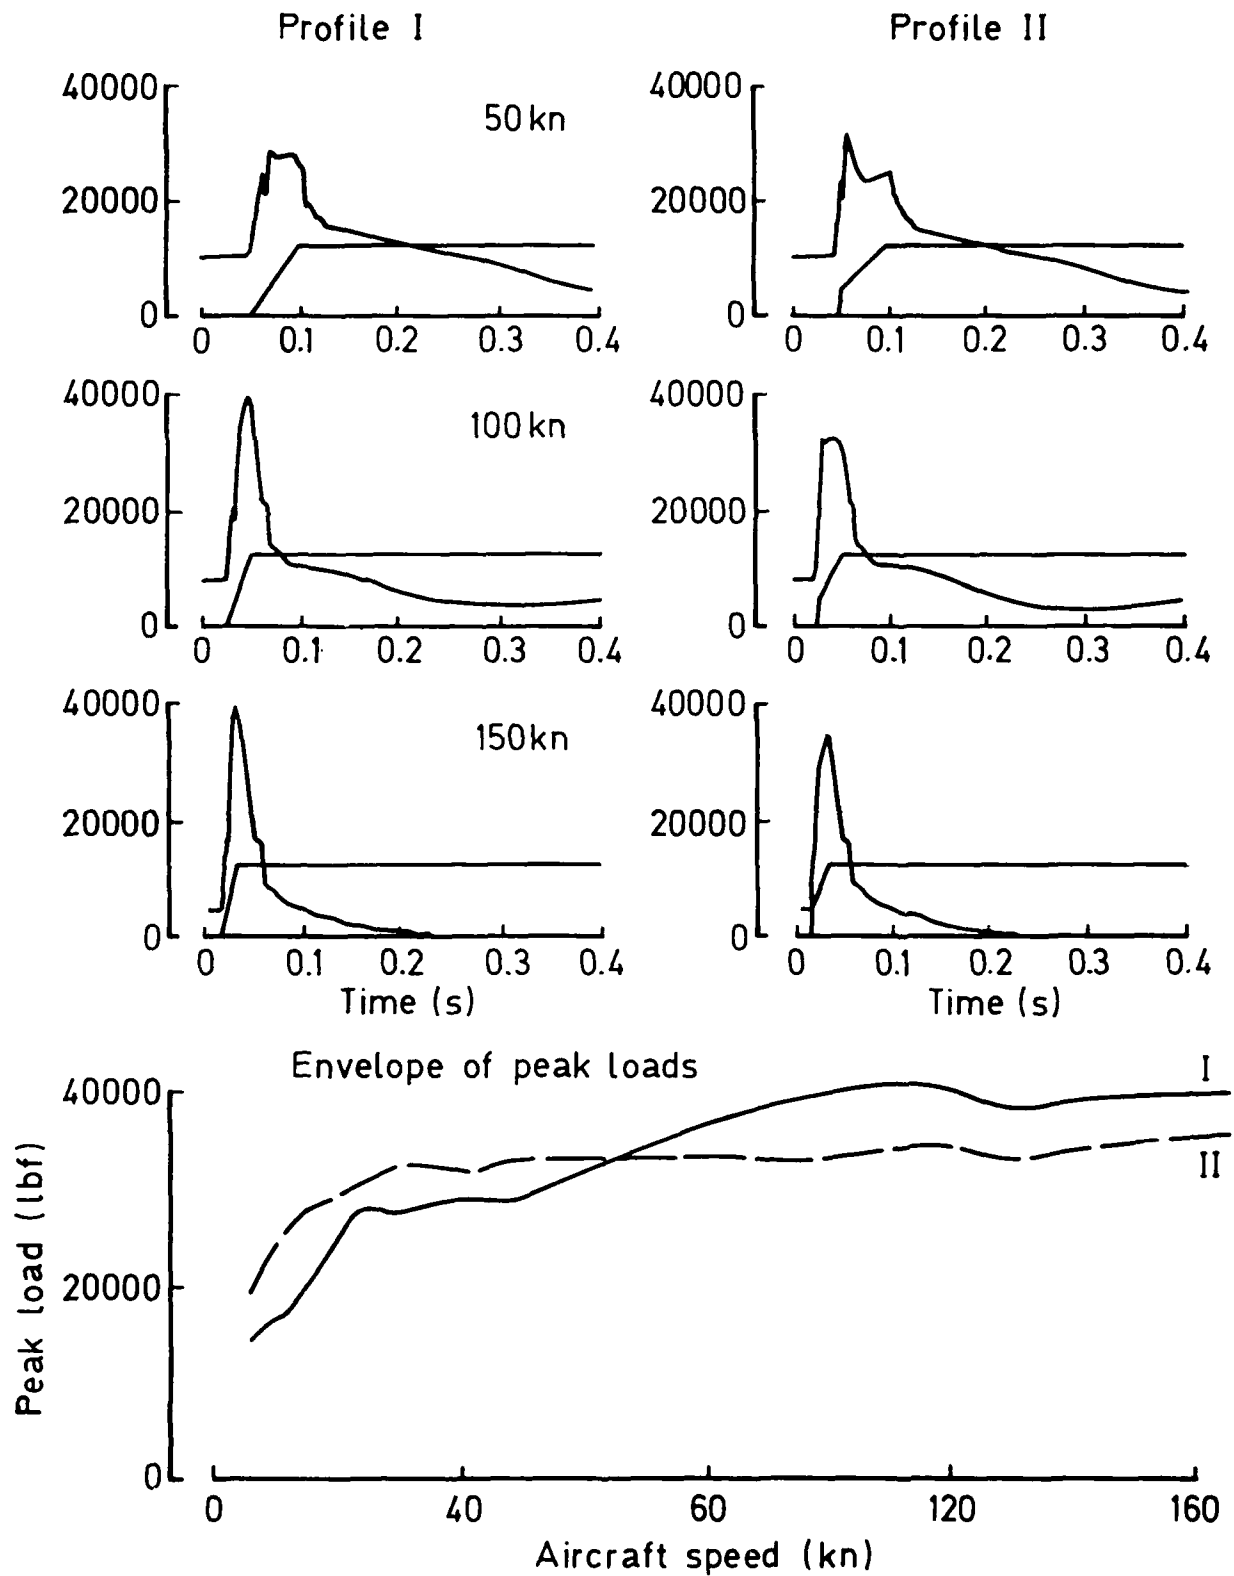 Profile I
Profile II
40000
50 kn
20000
0
0 0.1 0.2 0.3 0.4
40000
20000
0
0 0.1 0.2 0.3 0.4
40000
100 kn
20000
0
0 0.1 0.2 0.3 0.4
40000
20000
0
0 0.1 0.2 0.3 0.4
40000
150 kn
20000
0
0 0.1 0.2 0.3 0.4
Time (s)
40000
20000
0
0 0.1 0.2 0.3 0.4
Time (s)
Envelope of peak loads
I
II
Peak load (lbf)
40000
20000
0
0 40 60 120 160
Aircraft speed (kn)